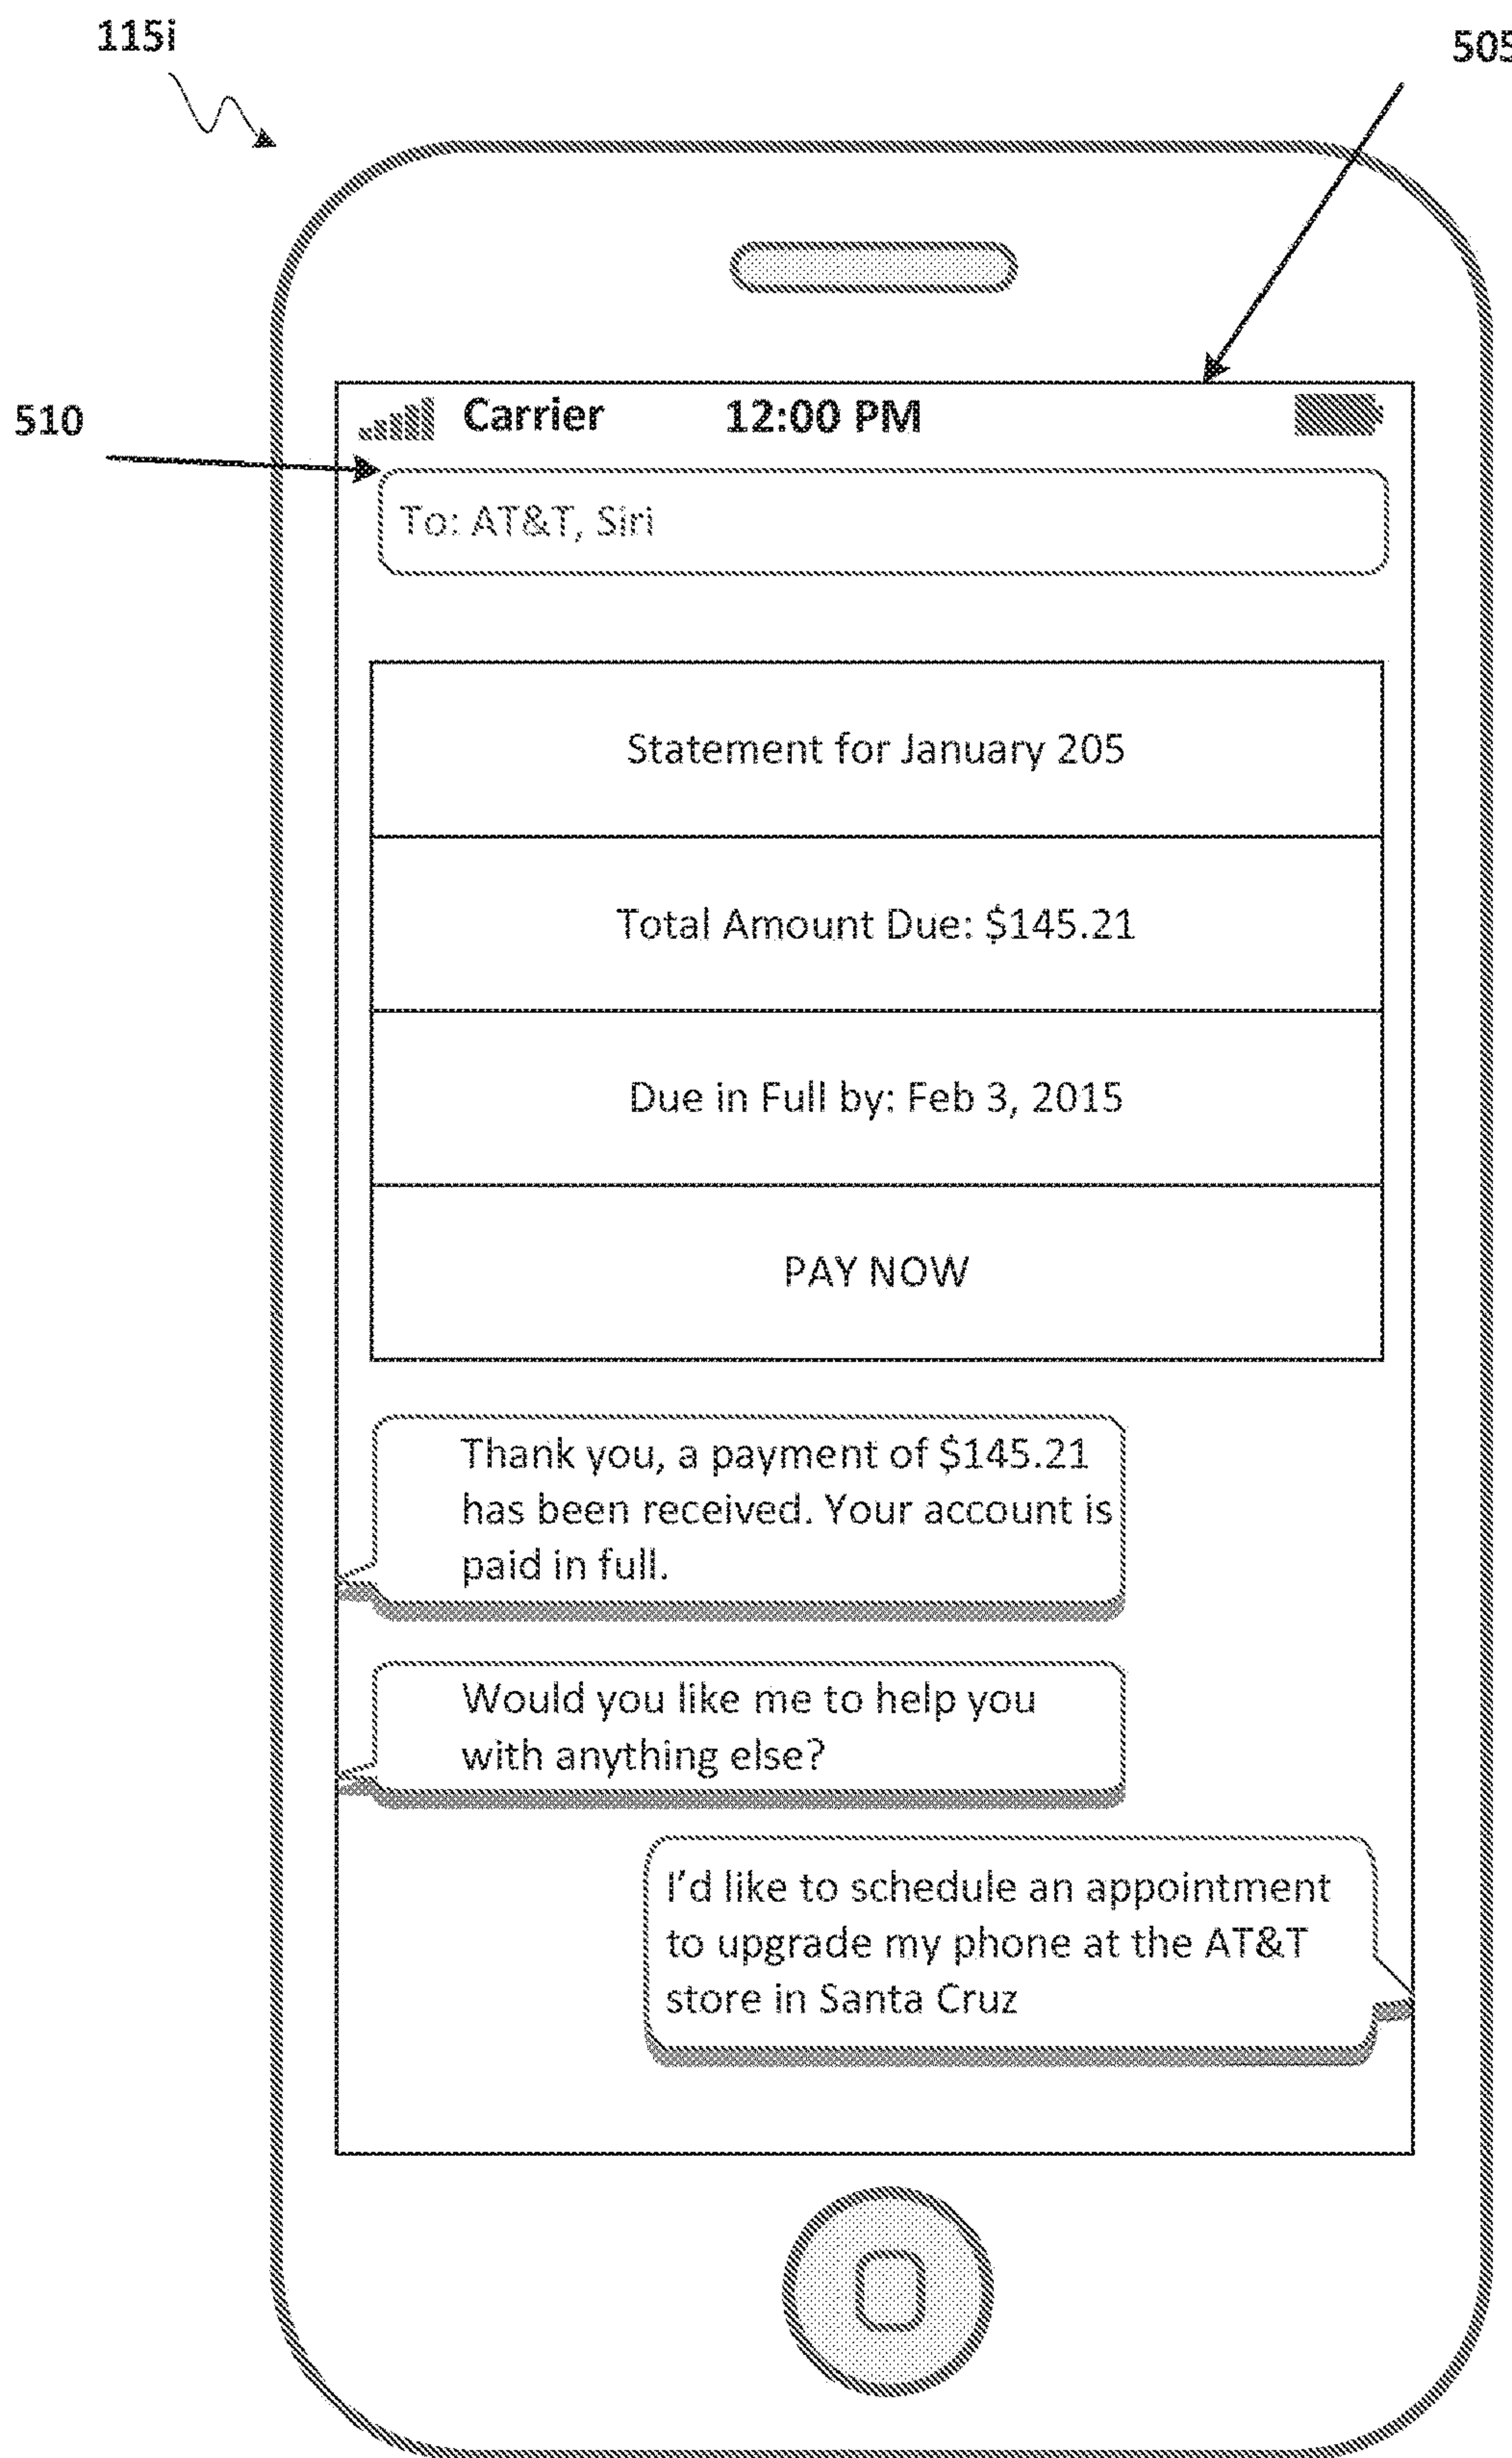 115i
505
510
Carrier 12:00 PM
To: AT&T, Siri
Statement for January 205
Total Amount Due: $145.21
Due in Full by: Feb 3, 2015
PAY NOW
Thank you, a payment of $145.21
has been received. Your account is
paid in full.
Would you like me to help you
with anything else?
I'd like to schedule an appointment
to upgrade my phone at the AT&T
store in Santa Cruz